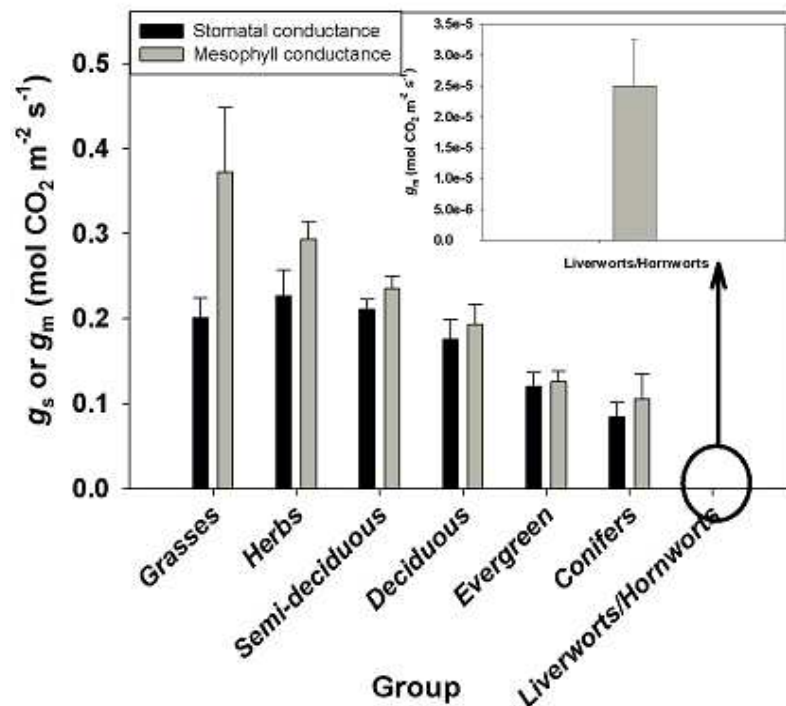 Stomatal conductance
Mesophyll conductance
0.5
0.4
0.3
0.2
0.1
0.0
gs or gm (mol CO2 m-2 s-1)
3.5e-5
3.0e-5
2.5e-5
2.0e-5
1.5e-5
1.0e-5
5.0e-6
0.0
gm (mol CO2 m-2 s-1)
Liverworts/Hornworts
Grasses
Herbs
Semi-deciduous
Deciduous
Evergreen
Conifers
Liverworts/Hornworts
Group